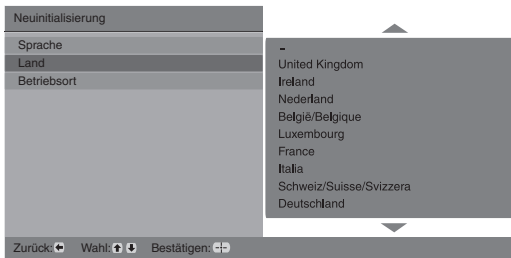 Neuinitialisierung
Sprache
Land
Betriebsort
-
United Kingdom
Ireland
Nederland
België/Belgique
Luxembourg
France
Italia
Schweiz/Suisse/Svizzera
Deutschland
Zurück: Wahl: Bestätigen: